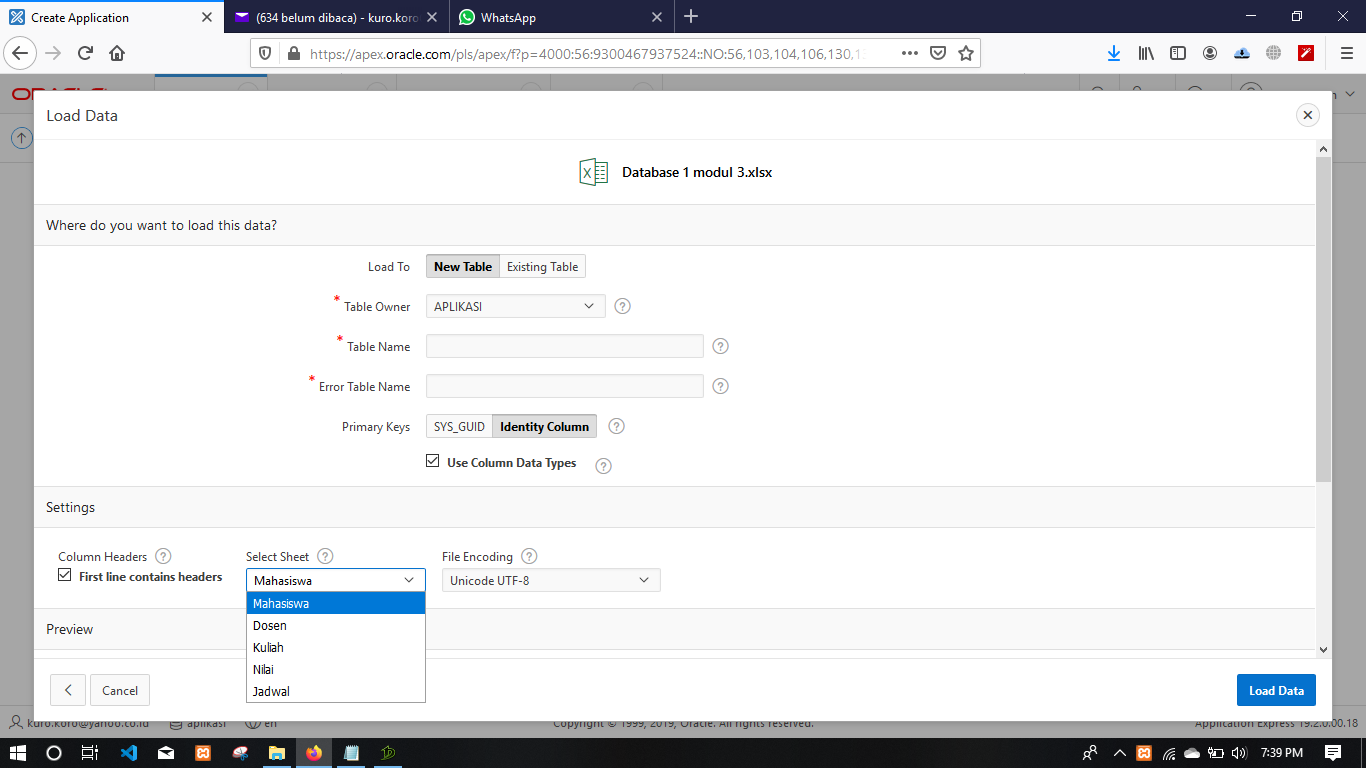 Create Application
(634 belum dibaca) - kuro.koro
WhatsApp
https://apex.oracle.com/pls/apex/f?p=4000:56:9300467937524::NO:56,103,104,106,130,1
Load Data
Database 1 modul 3.xlsx
Where do you want to load this data?
Load To New Table Existing Table
* Table Owner APLIKASI
* Table Name
* Error Table Name
Primary Keys SYS_GUID Identity Column
Use Column Data Types
Settings
Column Headers Select Sheet File Encoding
First line contains headers Mahasiswa Unicode UTF-8
Mahasiswa
Dosen
Kuliah
Nilai
Jadwal
Preview
Cancel
Load Data
kuro.koro@yahoo.co.id aplikasi en Copyright © 1999, 2019, Oracle. All rights reserved. Application Express 19.2.0.00.18
7:39 PM